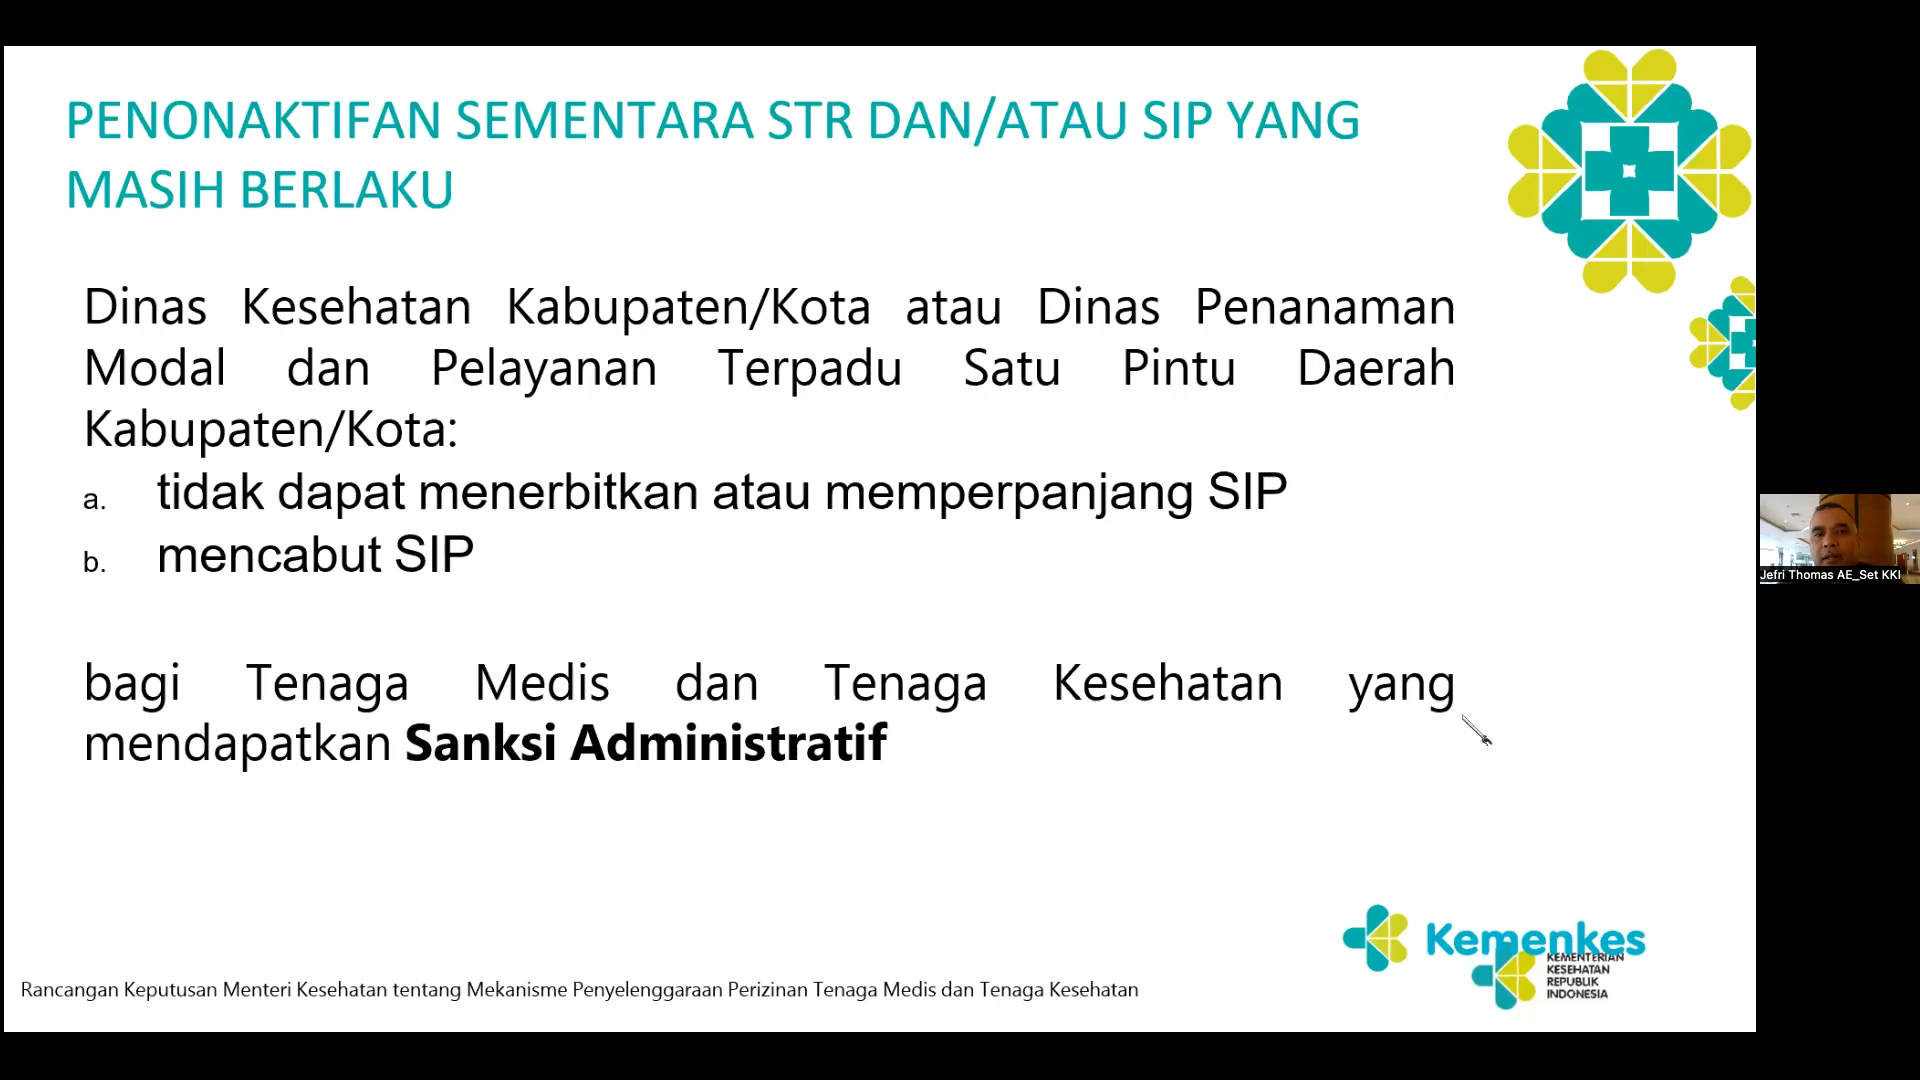 PENONAKTIFAN SEMENTARA STR DAN/ATAU SIP YANG
MASIH BERLAKU
Dinas Kesehatan Kabupaten/Kota atau Dinas Penanaman
Modal dan Pelayanan Terpadu Satu Pintu Daerah
Kabupaten/Kota:
a. tidak dapat menerbitkan atau memperpanjang SIP
b. mencabut SIP
bagi Tenaga Medis dan Tenaga Kesehatan yang
mendapatkan Sanksi Administratif
Jefri Thomas AE_Set KKI
Kemenkes
KEMENTERIAN
KESEHATAN
REPUBLIK
INDONESIA
Rancangan Keputusan Menteri Kesehatan tentang Mekanisme Penyelenggaraan Perizinan Tenaga Medis dan Tenaga Kesehatan